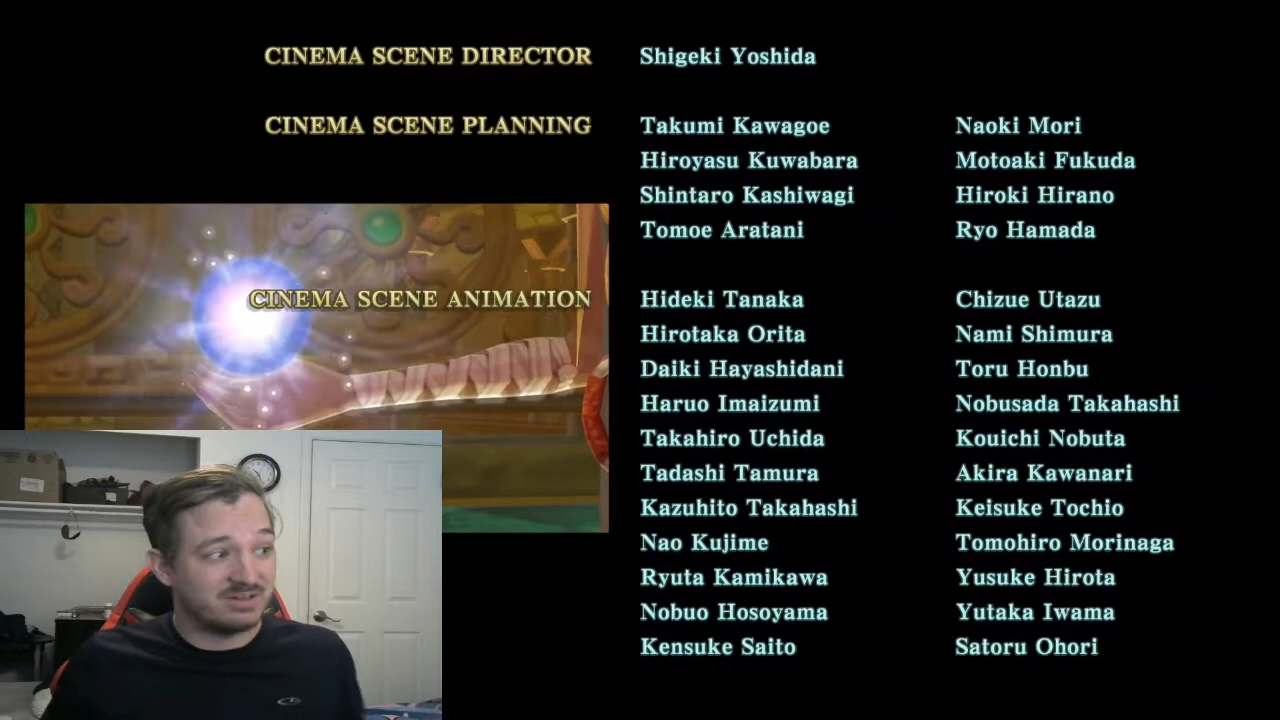 CINEMA SCENE DIRECTOR Shigeki Yoshida
CINEMA SCENE PLANNING Takumi Kawagoe Naoki Mori
Hiroyasu Kuwabara Motoaki Fukuda
Shintaro Kashiwagi Hiroki Hirano
Tomoe Aratani Ryo Hamada
CINEMA SCENE ANIMATION Hideki Tanaka Chizue Utazu
Hirotaka Orita Nami Shimura
Daiki Hayashidani Toru Honbu
Haruo Imaizumi Nobusada Takahashi
Takahiro Uchida Kouichi Nobuta
Tadashi Tamura Akira Kawanari
Kazuhito Takahashi Keisuke Tochio
Nao Kujime Tomohiro Morinaga
Ryuta Kamikawa Yusuke Hirota
Nobuo Hosoyama Yutaka Iwama
Kensuke Saito Satoru Ohori